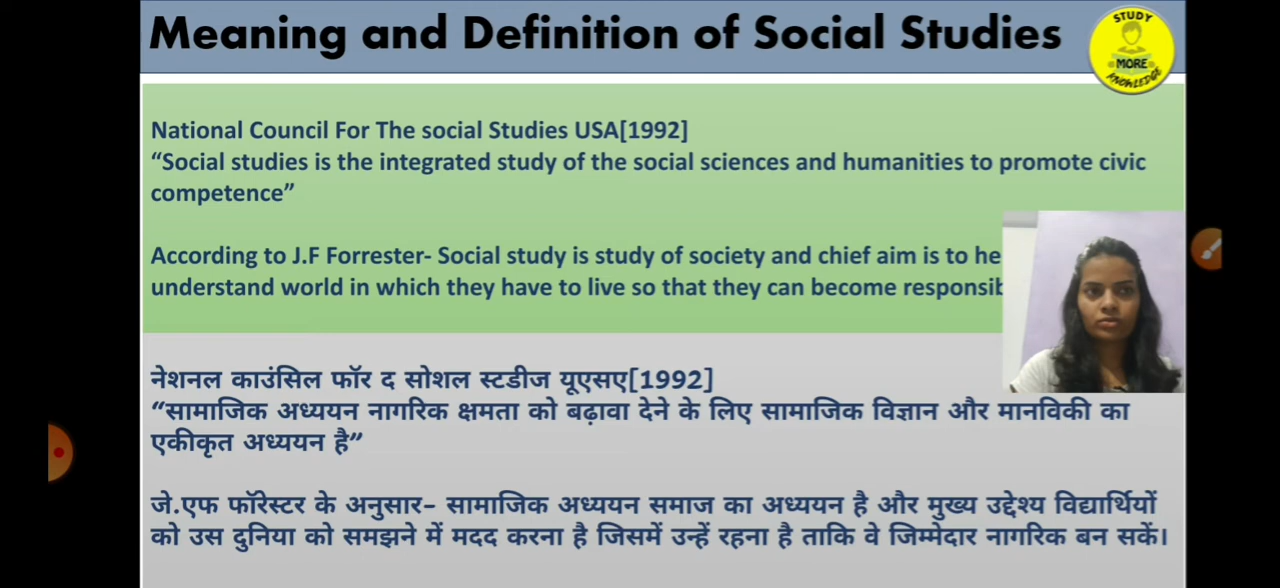 Meaning and Definition of Social Studies
STUDY
MORE
KNOWLEDGE
National Council For The social Studies USA[1992]
“Social studies is the integrated study of the social sciences and humanities to promote civic
competence”
According to J.F Forrester- Social study is study of society and chief aim is to he
understand world in which they have to live so that they can become responsib
नेशनल काउंसिल फॉर द सोशल स्टडीज यूएसए[1992]
“सामाजिक अध्ययन नागरिक क्षमता को बढ़ावा देने के लिए सामाजिक विज्ञान और मानविकी का
एकीकृत अध्ययन है”
जे.एफ फॉरेस्टर के अनुसार- सामाजिक अध्ययन समाज का अध्ययन है और मुख्य उद्देश्य विद्यार्थियों
को उस दुनिया को समझने में मदद करना है जिसमें उन्हें रहना है ताकि वे जिम्मेदार नागरिक बन सकें।